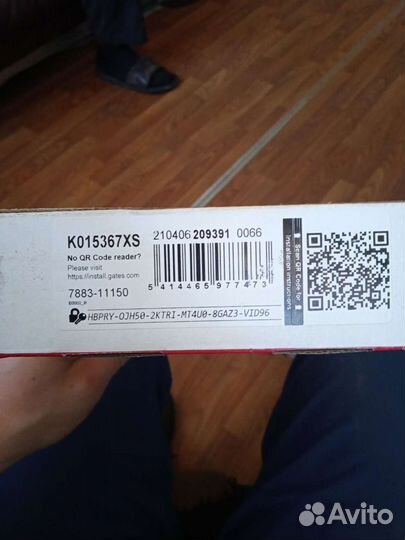 K015367XS
210406 209391 0066
No QR Code reader?
Please visit
https://install.gates.com
7883-11150
5 414465 977473
HBPRY-OJH50-2KTRI-MT4U0-8GAZ3-VID96
Scan QR Code for
installation instructions
Avito